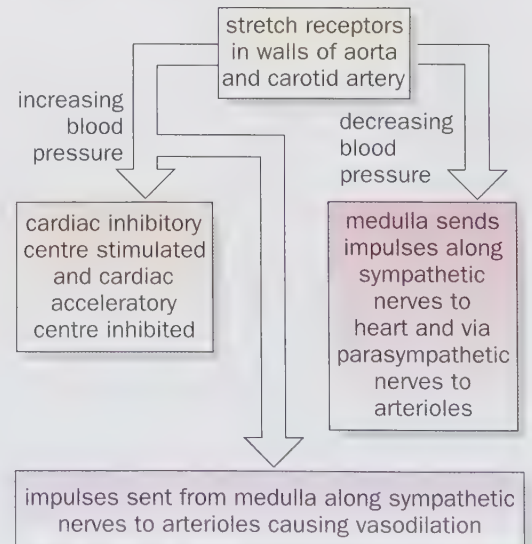 stretch receptors
in walls of aorta
and carotid artery
increasing
blood
pressure
decreasing
blood
pressure
cardiac inhibitory
centre stimulated
and cardiac
acceleratory
centre inhibited
medulla sends
impulses along
sympathetic
nerves to
heart and via
parasympathetic
nerves to
arterioles
impulses sent from medulla along sympathetic
nerves to arterioles causing vasodilation